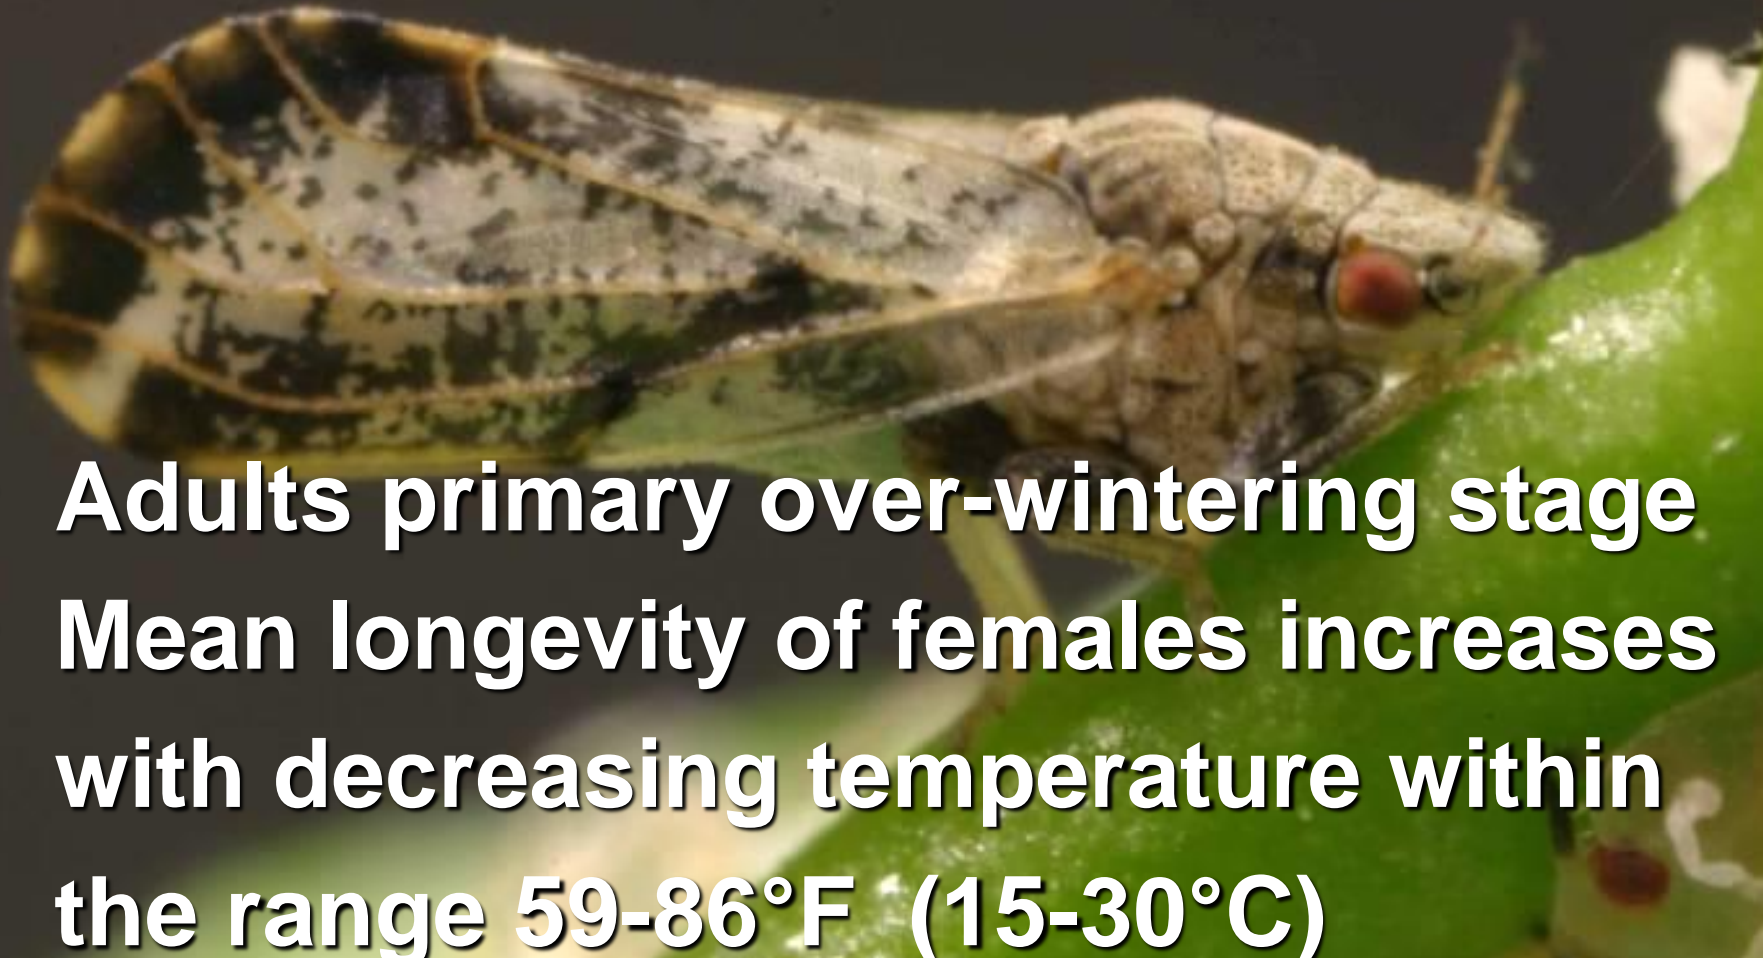 Adults primary over-wintering stage
Mean longevity of females increases
with decreasing temperature within
the range 59-86°F (15-30°C)